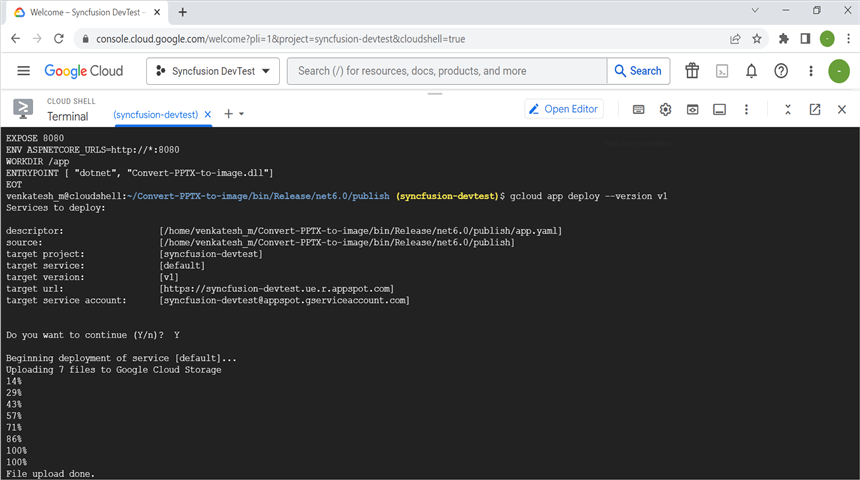 Welcome – Syncfusion DevTest –
console.cloud.google.com/welcome?pli=1&project=syncfusion-devtest&cloudshell=true
Google Cloud
Syncfusion DevTest
Search (/) for resources, docs, products, and more
Search
CLOUD SHELL
Terminal
(syncfusion-devtest)
Open Editor
EXPOSE 8080
ENV ASPNETCORE_URLS=http://*:8080
WORKDIR /app
ENTRYPOINT [ "dotnet", "Convert-PPTX-to-image.dll"]
EOT
venkatesh_m@cloudshell:~/Convert-PPTX-to-image/bin/Release/net6.0/publish (syncfusion-devtest)$ gcloud app deploy --version v1
Services to deploy:
descriptor: [/home/venkatesh_m/Convert-PPTX-to-image/bin/Release/net6.0/publish/app.yaml]
source: [/home/venkatesh_m/Convert-PPTX-to-image/bin/Release/net6.0/publish]
target project: [syncfusion-devtest]
target service: [default]
target version: [v1]
target url: [https://syncfusion-devtest.ue.r.appspot.com]
target service account: [syncfusion-devtest@appspot.gserviceaccount.com]
Do you want to continue (Y/n)? Y
Beginning deployment of service [default]...
Uploading 7 files to Google Cloud Storage
14%
29%
43%
57%
71%
86%
100%
100%
File upload done.